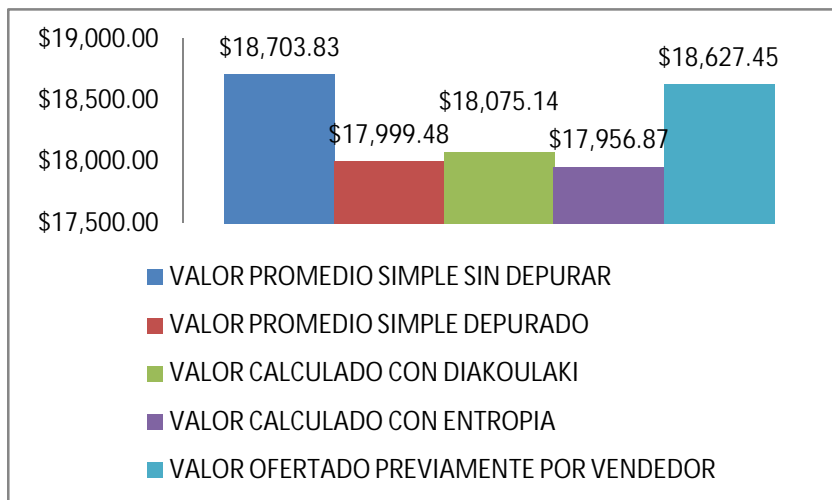 $19,000.00
$18,500.00
$18,000.00
$17,500.00
$18,703.83
$17,999.48
$18,075.14
$17,956.87
$18,627.45
VALOR PROMEDIO SIMPLE SIN DEPURAR
VALOR PROMEDIO SIMPLE DEPURADO
VALOR CALCULADO CON DIAKOULAKI
VALOR CALCULADO CON ENTROPIA
VALOR OFERTADO PREVIAMENTE POR VENDEDOR